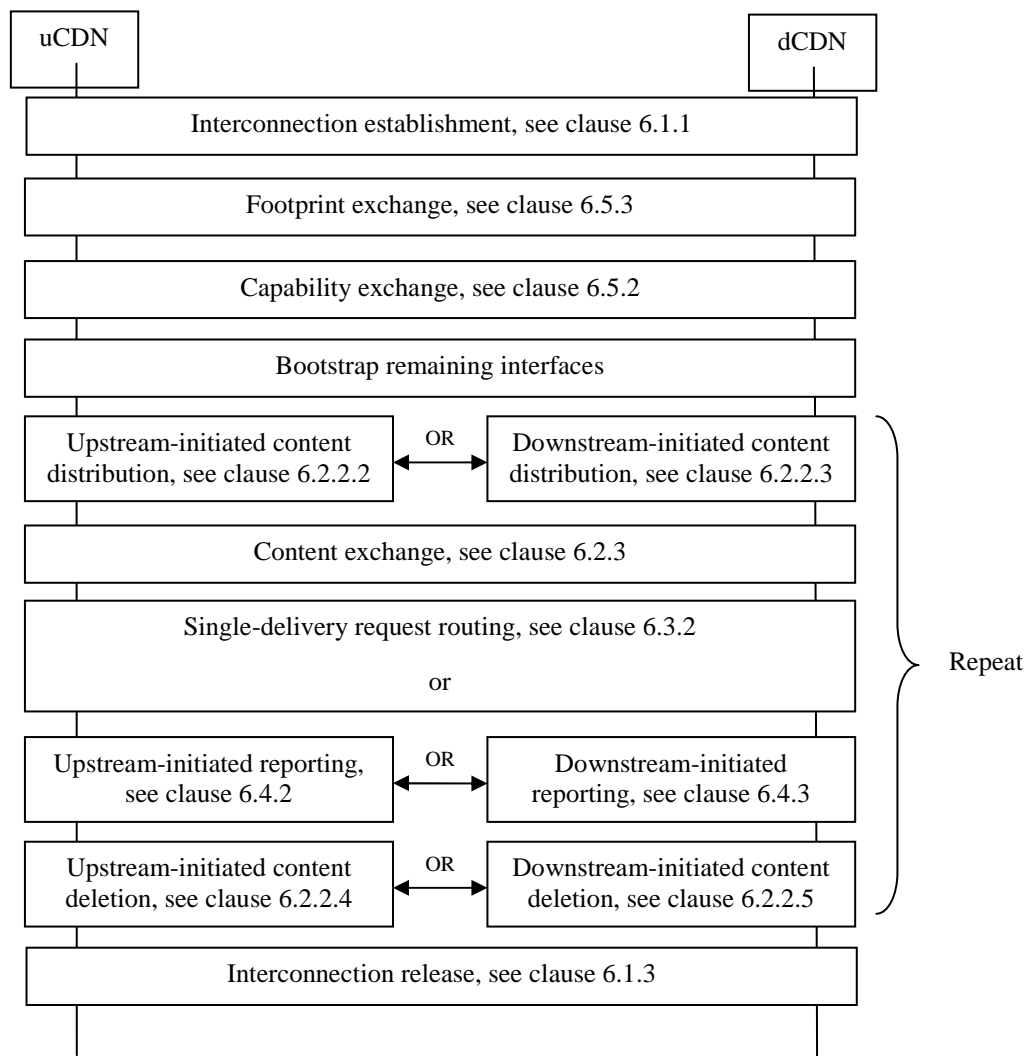 uCDN
dCDN
Interconnection establishment, see clause 6.1.1
Footprint exchange, see clause 6.5.3
Capability exchange, see clause 6.5.2
Bootstrap remaining interfaces
Upstream-initiated content
distribution, see clause 6.2.2.2
OR
Downstream-initiated content
distribution, see clause 6.2.2.3
Content exchange, see clause 6.2.3
Single-delivery request routing, see clause 6.3.2
or
Repeat
Upstream-initiated reporting,
see clause 6.4.2
OR
Downstream-initiated
reporting, see clause 6.4.3
Upstream-initiated content
deletion, see clause 6.2.2.4
OR
Downstream-initiated content
deletion, see clause 6.2.2.5
Interconnection release, see clause 6.1.3